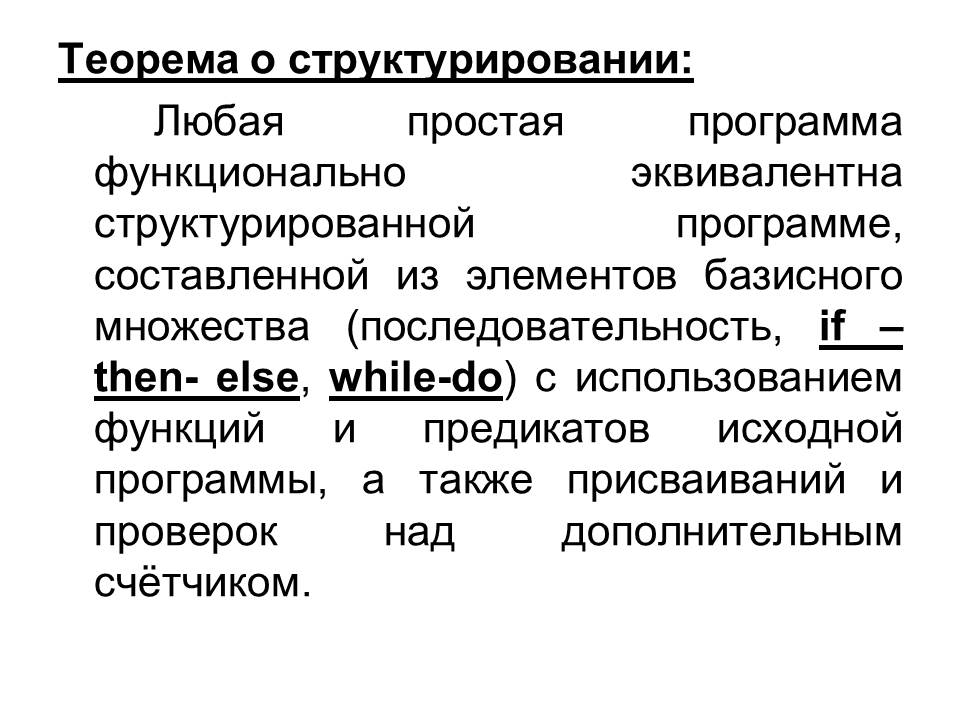 Теорема о структурировании:
Любая простая программа
функционально эквивалентна
структурированной программе,
составленной из элементов базисного
множества (последовательность, if –
then- else, while-do) с использованием
функций и предикатов исходной
программы, а также присваиваний и
проверок над дополнительным
счётчиком.